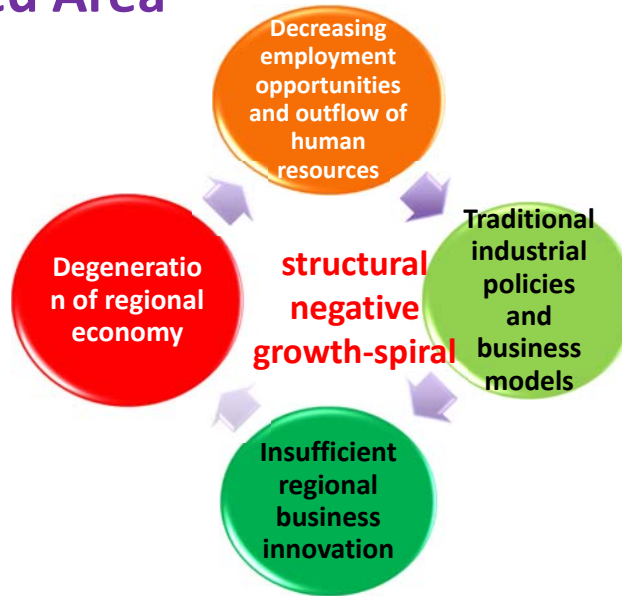 Area
Decreasing
employment
opportunities
and outflow of
human
resources
Traditional
industrial
policies
and
business
models
structural
negative
growth-spiral
Degeneratio
n of regional
economy
Insufficient
regional
business
innovation